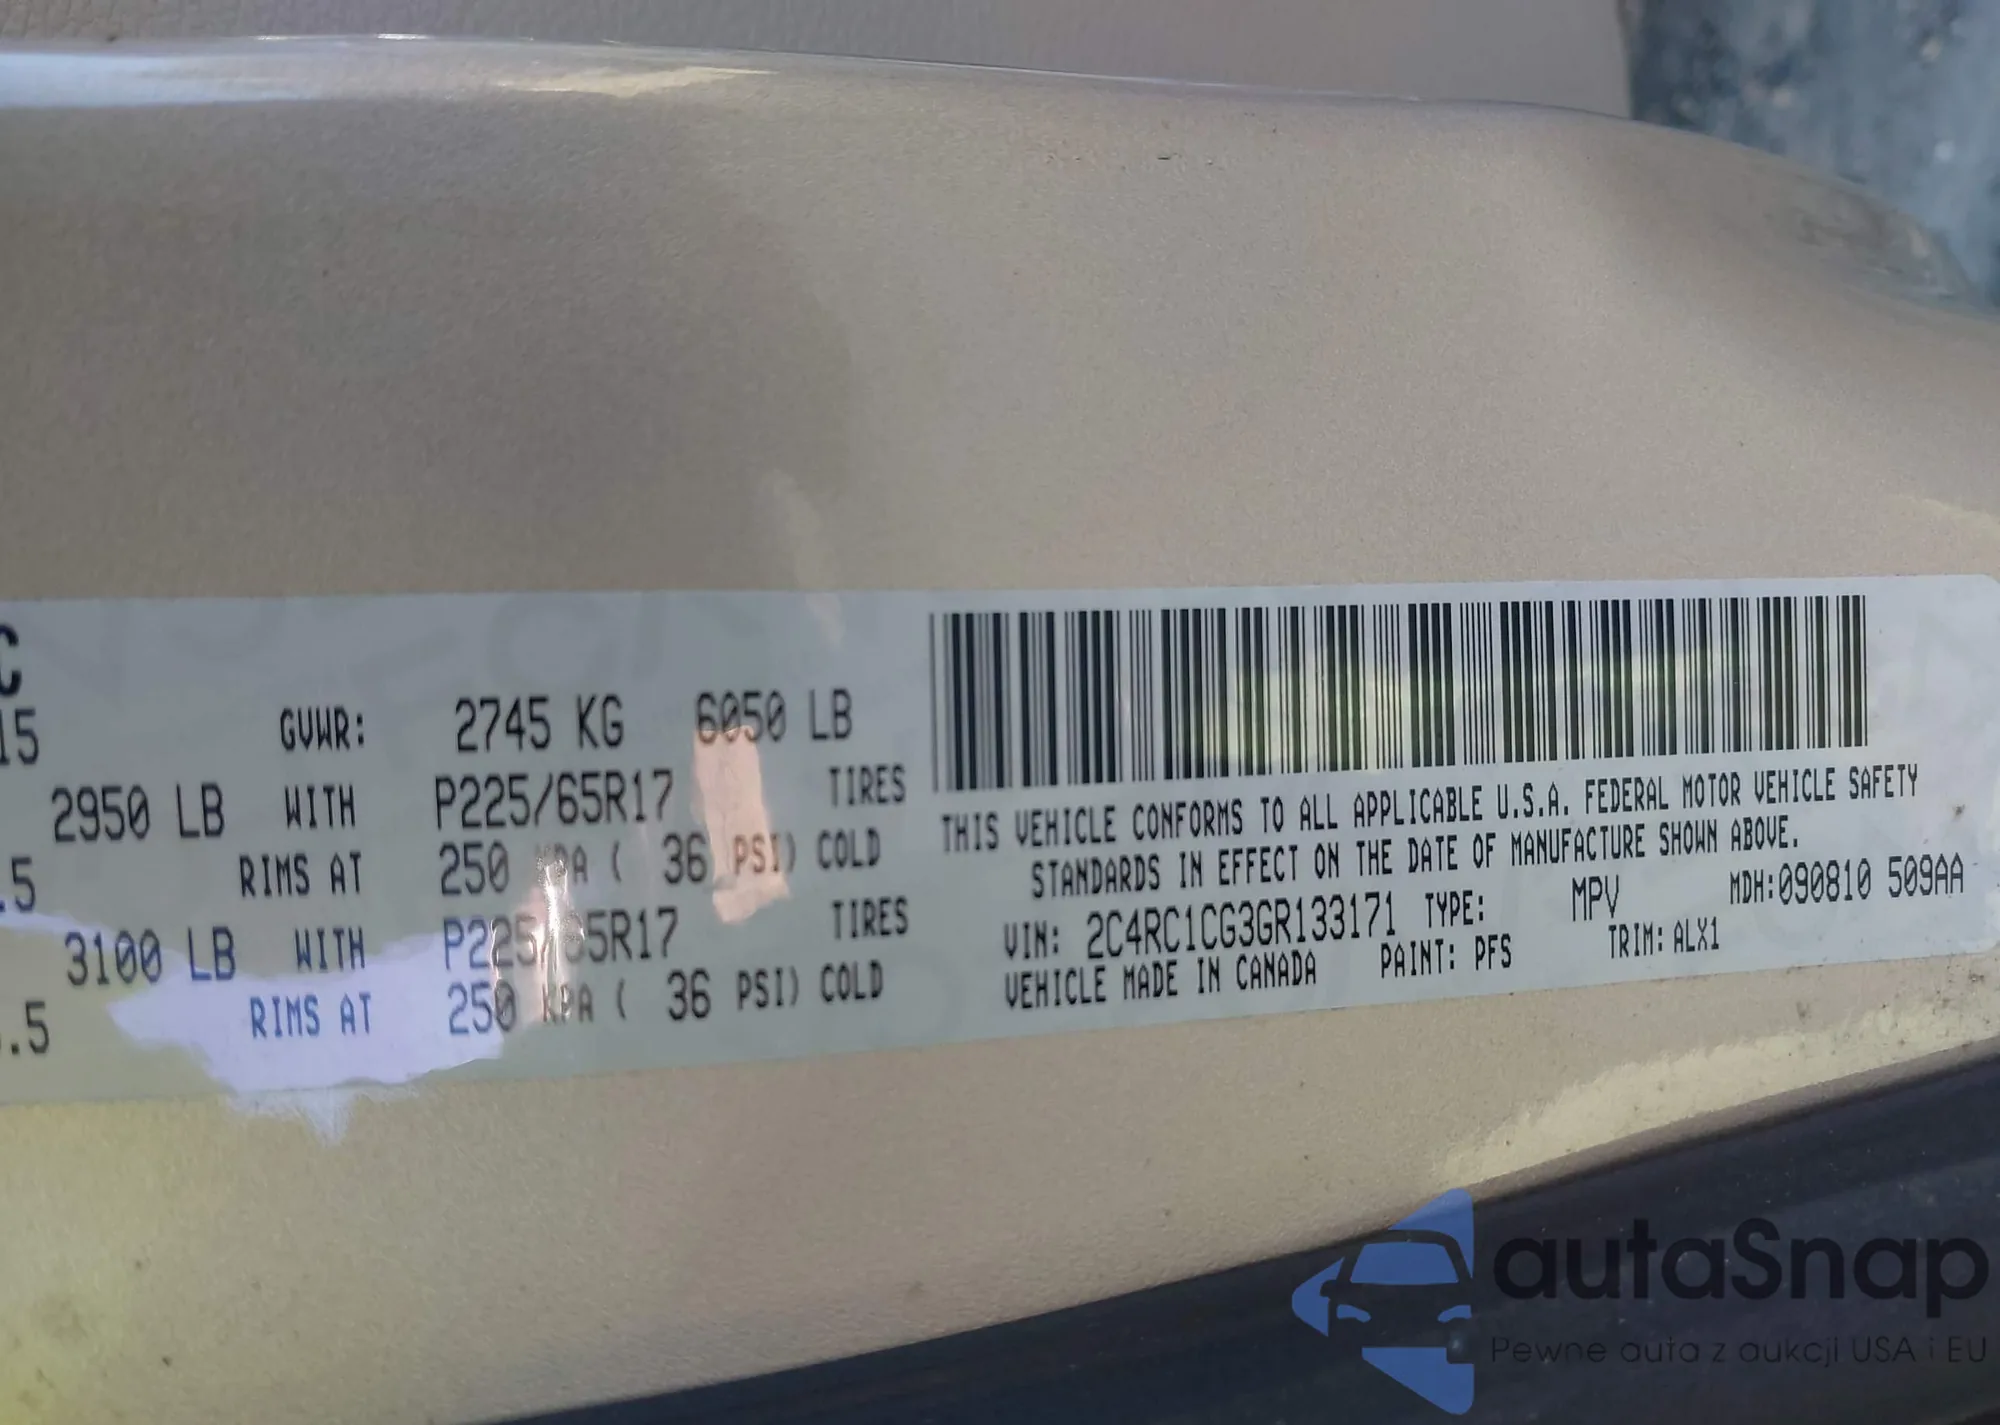 C
15 GVWR: 2745 KG 6050 LB
2950 LB WITH P225/65R17 TIRES
.5 RIMS AT 250 KPA ( 36 PSI) COLD
3100 LB WITH P225/65R17 TIRES
.5 RIMS AT 250 KPA ( 36 PSI) COLD
THIS VEHICLE CONFORMS TO ALL APPLICABLE U.S.A. FEDERAL MOTOR VEHICLE SAFETY
STANDARDS IN EFFECT ON THE DATE OF MANUFACTURE SHOWN ABOVE.
VIN: 2C4RC1CG3GR133171 TYPE: MPV MDH:090810 509AA
VEHICLE MADE IN CANADA PAINT: PFS TRIM: ALX1
autaSnap
Pewne auta z aukcji USA i EU